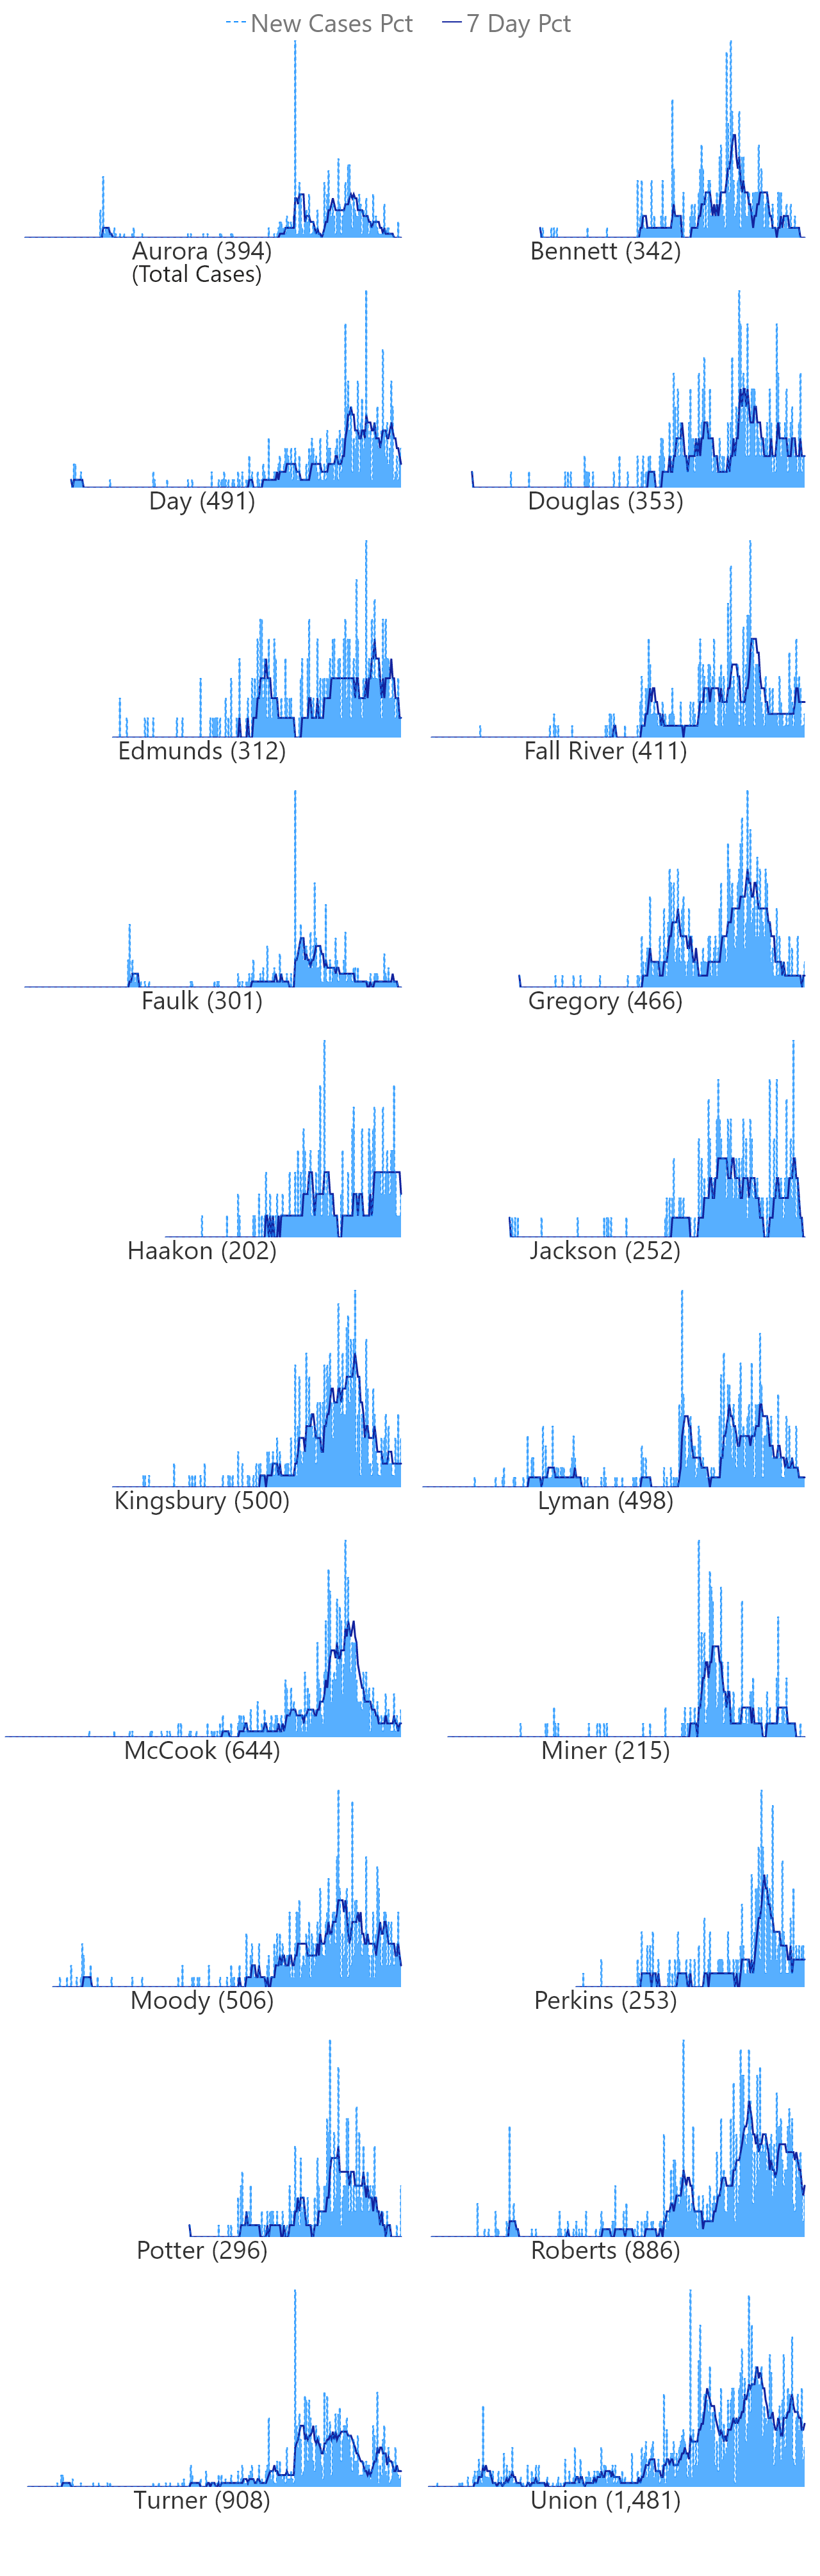 New Cases Pct 7 Day Pct
Aurora (394) Bennett (342)
(Total Cases)
Day (491) Douglas (353)
Edmunds (312) Fall River (411)
Faulk (301) Gregory (466)
Haakon (202) Jackson (252)
Kingsbury (500) Lyman (498)
McCook (644) Miner (215)
Moody (506) Perkins (253)
Potter (296) Roberts (886)
Turner (908) Union (1,481)